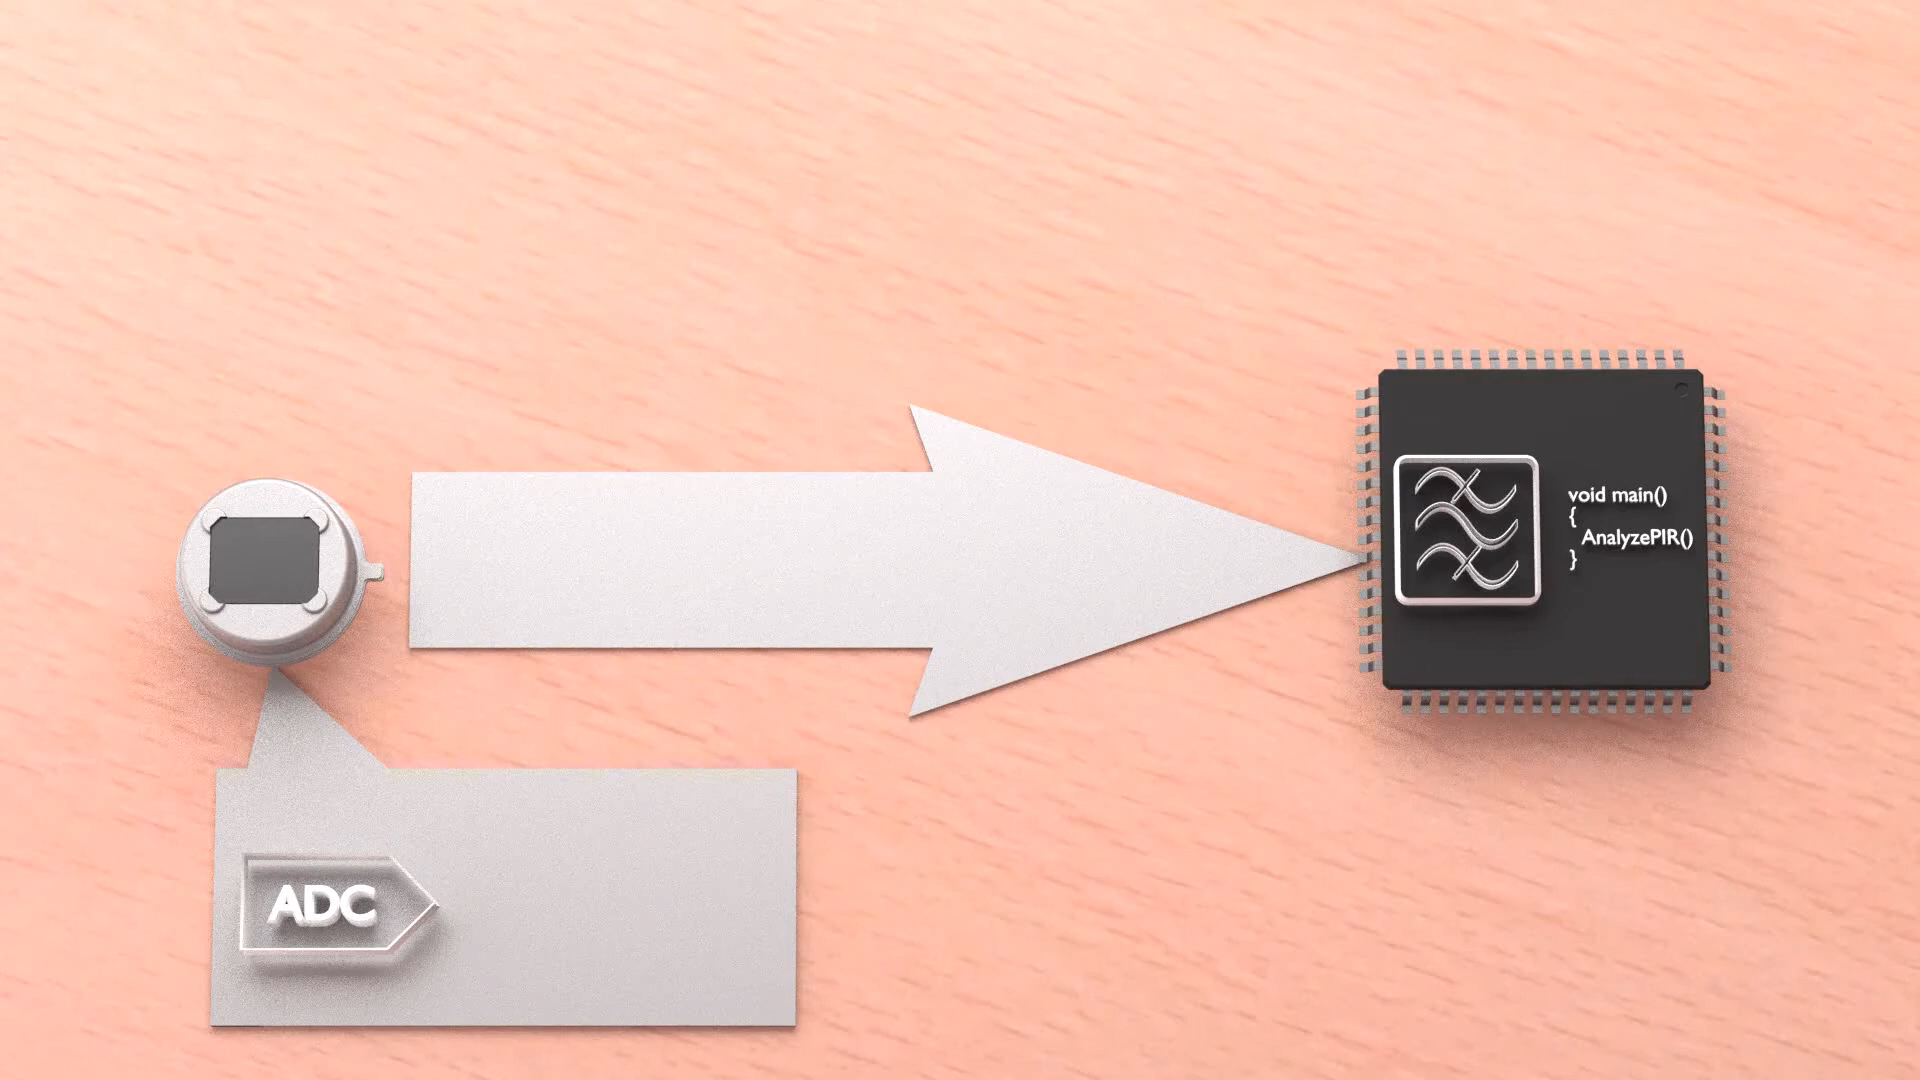 void main()
{
AnalyzePIR()
}
ADC